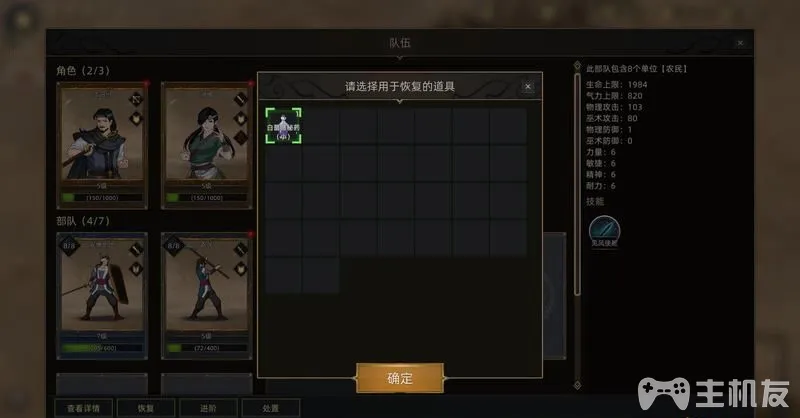 队伍
角色（2/3）
5级
(150/1000)
5级
(150/1000)
部队（4/7）
8/8
7级
8/8
5级
(72/400)
查看详情
恢复
进阶
处置
请选择用于恢复的道具
确定
此部队包含8个单位【农民】
生命上限：1984
气力上限：820
物理攻击：103
巫术攻击：80
物理防御：1
巫术防御：0
力量：6
敏捷：6
精神：6
耐力：6
技能
主机友